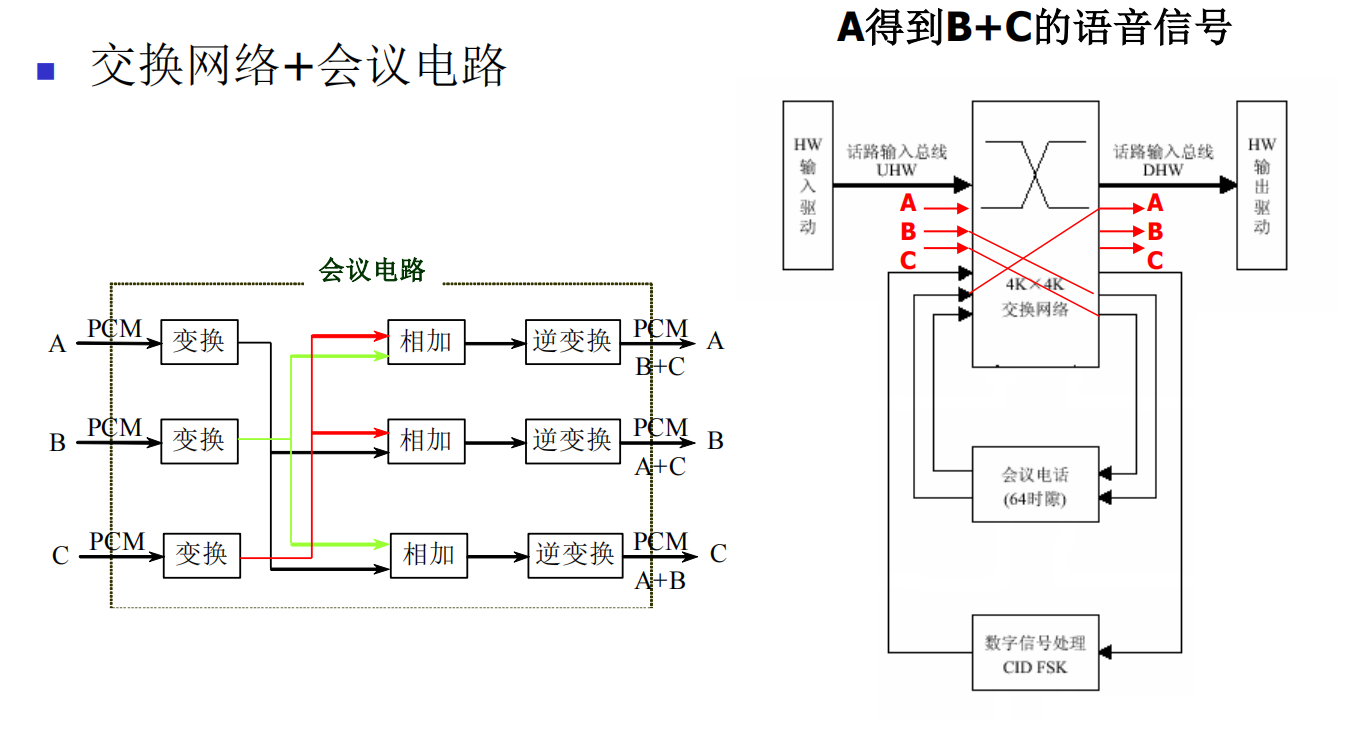 A得到B+C的语音信号
交换网络+会议电路
会议电路
A
PCM
变换
相加
逆变换
PCM
A
B+C
B
PCM
变换
相加
逆变换
PCM
B
A+C
C
PCM
变换
相加
逆变换
PCM
C
A+B
HW
输
入
驱
动
话路输入总线
UHW
A
B
C
4K×4K
交换网络
话路输入总线
DHW
A
B
C
HW
输
出
驱
动
会议电话
(64时隙)
数字信号处理
CID FSK